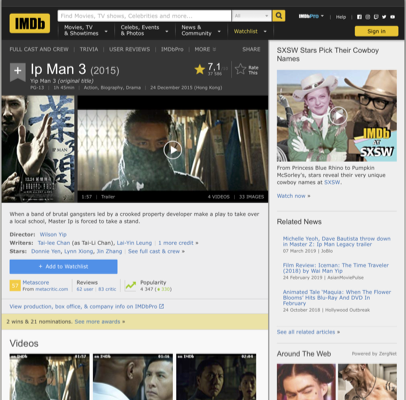 IMDb
Find Movies, TV shows, Celebrities and more...
All
Movies, TV
& Showtimes
Celebs, Events
& Photos
News &
Community
Watchlist
IMDbPro
Help
Sign in
FULL CAST AND CREW | TRIVIA | USER REVIEWS | IMDbPro | MORE
SHARE
Ip Man 3 (2015)
Yip Man 3 (original title)
PG-13 | 1h 45min | Action, Biography, Drama | 24 December 2015 (Hong Kong)
7,1
Rate
This
IP MAN
1:57 | Trailer
4 VIDEOS | 33 IMAGES
When a band of brutal gangsters led by a crooked property developer make a play to take over
a local school, Master Ip is forced to take a stand.
Director: Wilson Yip
Writers: Tai-lee Chan (as Tai-Li Chan), Lai-Yin Leung | 1 more credit »
Stars: Donnie Yen, Lynn Xiong, Jin Zhang | See full cast & crew »
+ Add to Watchlist
Metascore
From metacritic.com
Reviews
62 user | 83 critic
Popularity
4 347
View production, box office, & company info on IMDbPro
2 wins & 21 nominations. See more awards »
Videos
SXSW Stars Pick Their Cowboy
Names
IMDb
AT
SXSW
From Princess Blue Rhino to Pumpkin
McSorley's, stars reveal their very
unique cowboy names at SXSW.
Watch now »
Related News
Michelle Yeoh, Dave Bautista throw down
in Master Z: Ip Man Legacy trailer
07 March 2019 | JoBlo
Film Review: Iceman: The Time Traveler
(2018) by Wai Man Yip
24 February 2019 | AsianMoviePulse
Animated Tale 'Maquia: When The Flower
Blooms' Hits Blu-Ray And DVD In
February
24 October 2018 | Hollywood Outbreak
See all related articles »
Around The Web
Powered by ZergNet